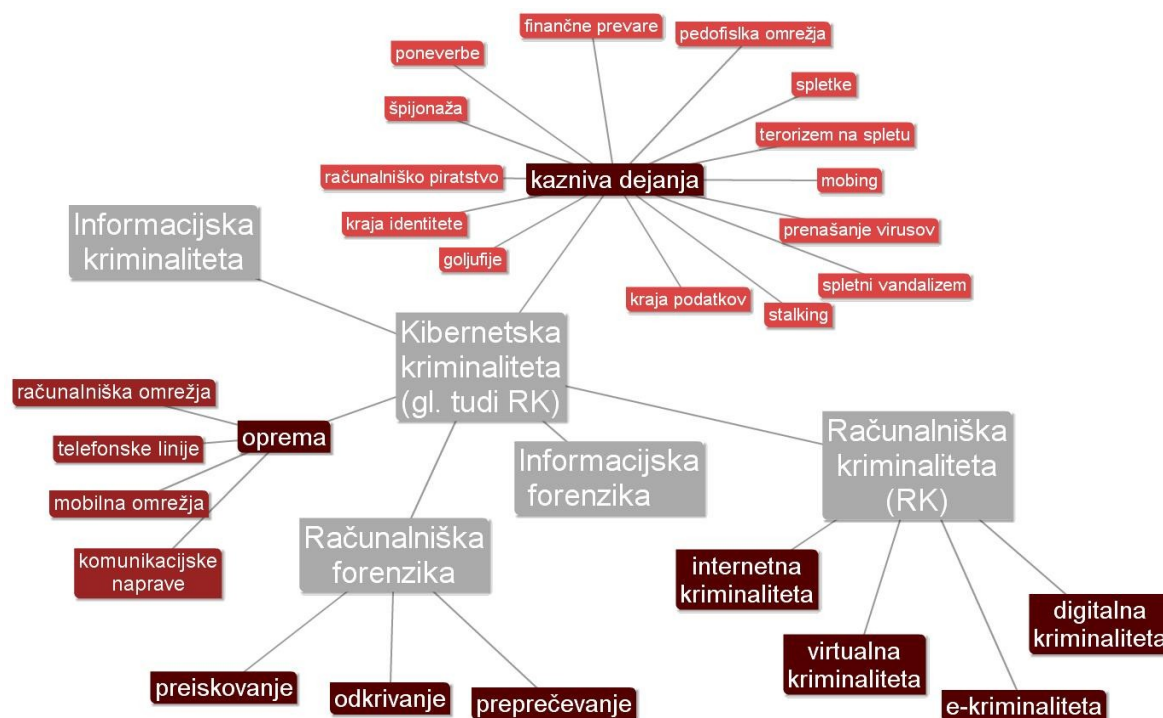 finančne prevare
pedofislka omrežja
poneverbe
spletke
špijonaža
terorizem na spletu
računalniško piratstvo
kazniva dejanja
mobing
kraja identitete
prenašanje virusov
goljufije
spletni vandalizem
kraja podatkov
stalking
Informacijska
kriminaliteta
Kibernetska
kriminaliteta
(gl. tudi RK)
računalniška omrežja
oprema
telefonske linije
mobilna omrežja
komunikacijske
naprave
Informacijska
forenzika
Računalniška
kriminaliteta
(RK)
Računalniška
forenzika
internetna
kriminaliteta
digitalna
kriminaliteta
virtualna
kriminaliteta
e-kriminaliteta
preiskovanje
odkrivanje
preprečevanje